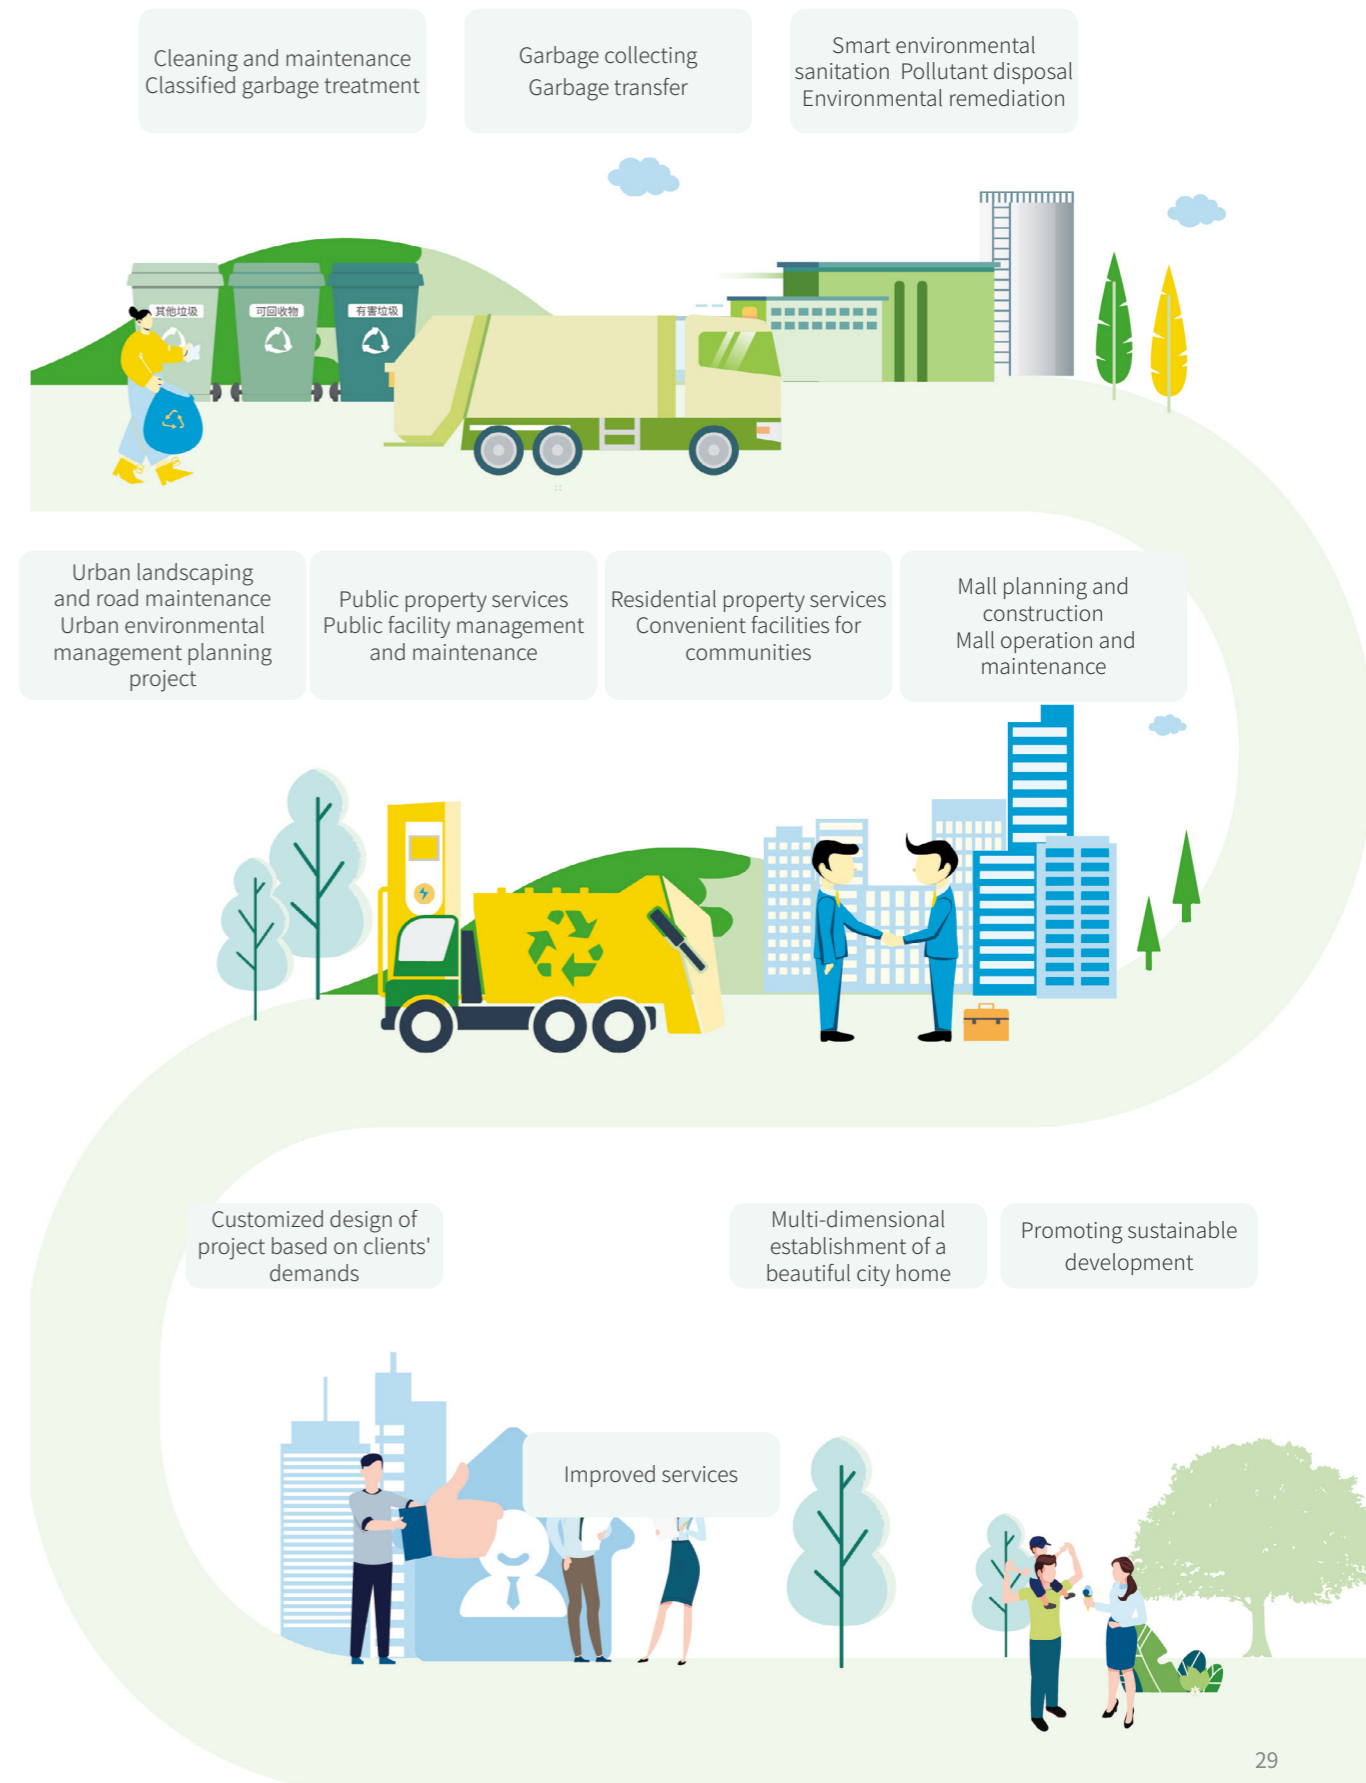 Cleaning and maintenance
Classified garbage treatment
Garbage collecting
Garbage transfer
Smart environmental
sanitation Pollutant disposal
Environmental remediation
其他垃圾
可回收物
有害垃圾
Urban landscaping
and road maintenance
Urban environmental
management planning
project
Public property services
Public facility management
and maintenance
Residential property services
Convenient facilities for
communities
Mall planning and
construction
Mall operation and
maintenance
Customized design of
project based on clients'
demands
Multi-dimensional
establishment of a
beautiful city home
Promoting sustainable
development
Improved services
29